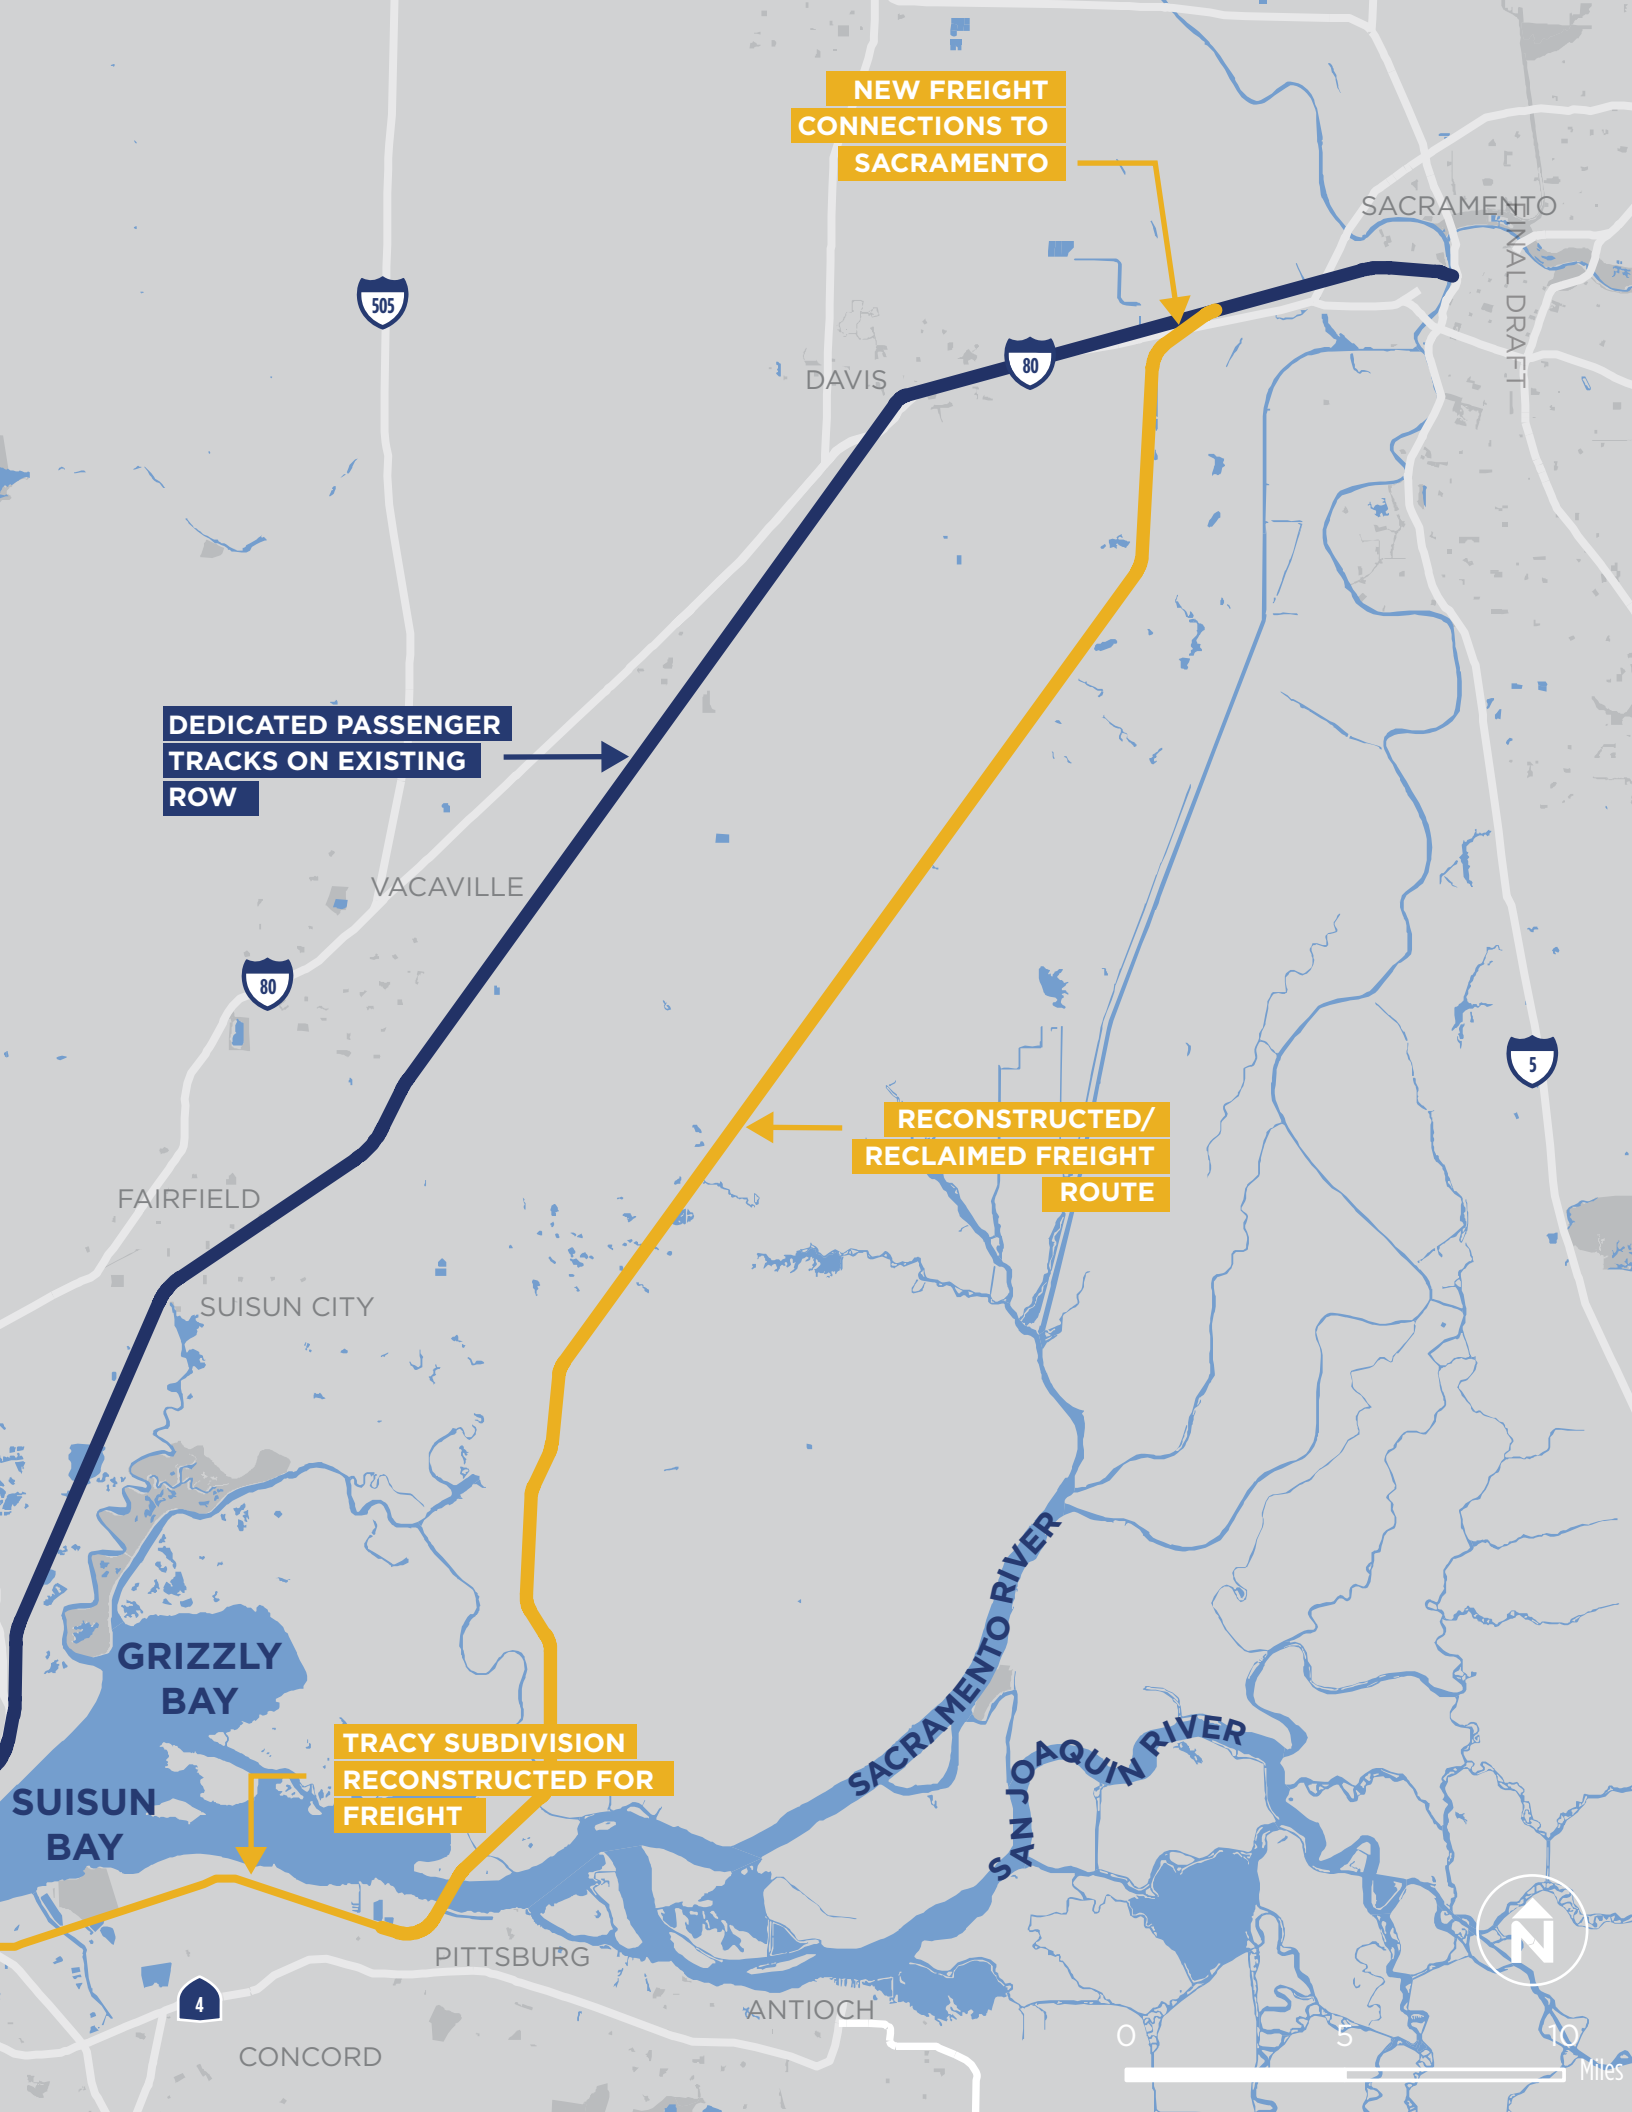 NEW FREIGHT
CONNECTIONS TO
SACRAMENTO
SACRAMENTO
FINAL DRAFT —
505
80
DAVIS
DEDICATED PASSENGER
TRACKS ON EXISTING
ROW
VACAVILLE
80
5
RECONSTRUCTED/
RECLAIMED FREIGHT
ROUTE
FAIRFIELD
SUISUN CITY
SACRAMENTO RIVER
GRIZZLY
BAY
SAN JOAQUIN RIVER
TRACY SUBDIVISION
RECONSTRUCTED FOR
FREIGHT
SUISUN
BAY
N
PITTSBURG
4
ANTIOCH
CONCORD
0 5 10
Miles